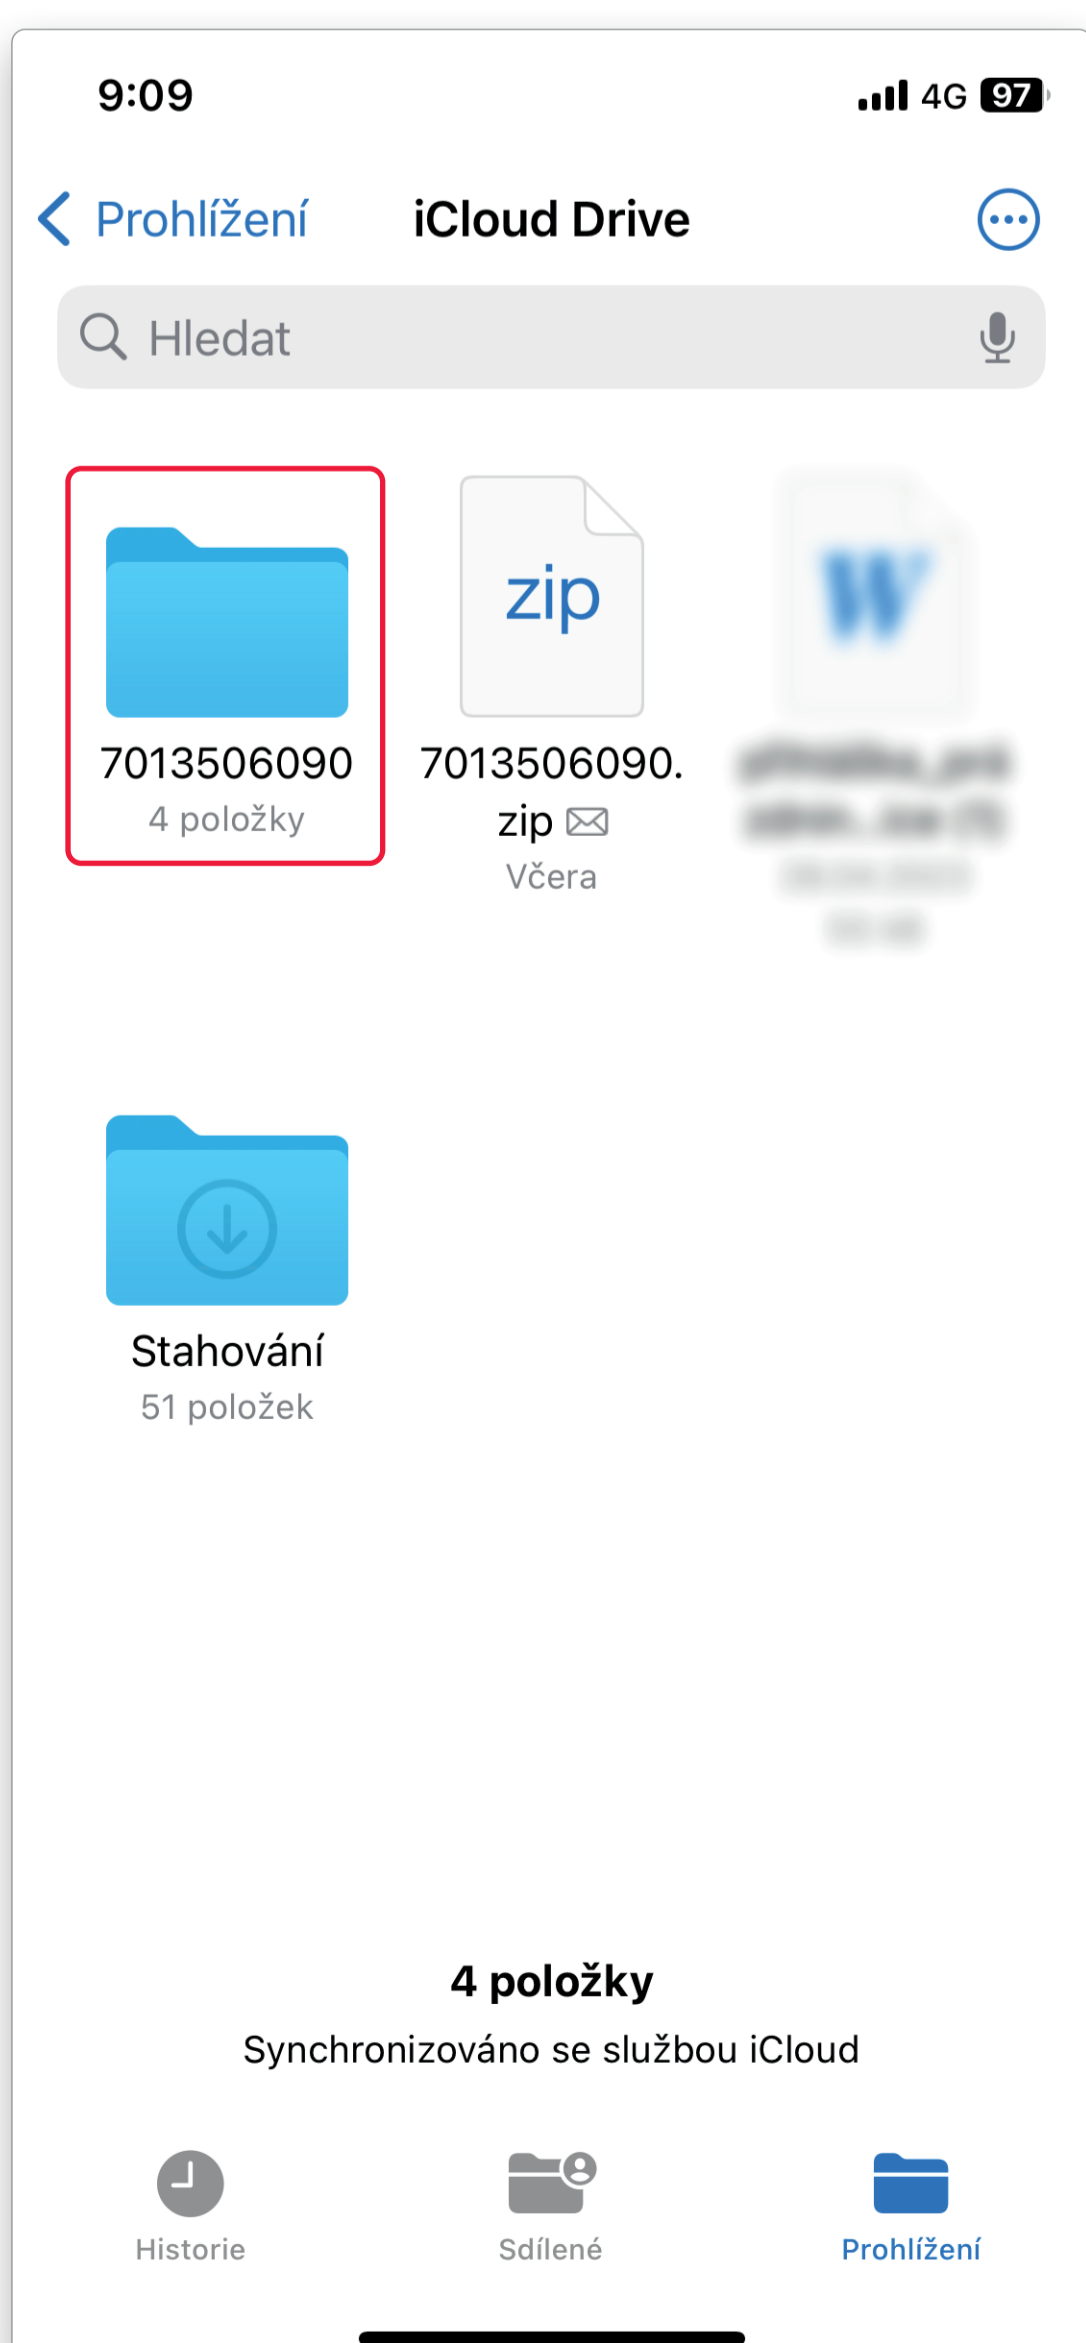 9:09
4G 97
Prohlížení
iCloud Drive
Hledat
zip
W
7013506090
4 položky
7013506090.
zip
Včera
Stahování
51 položek
4 položky
Synchronizováno se službou iCloud
Historie
Sdílené
Prohlížení